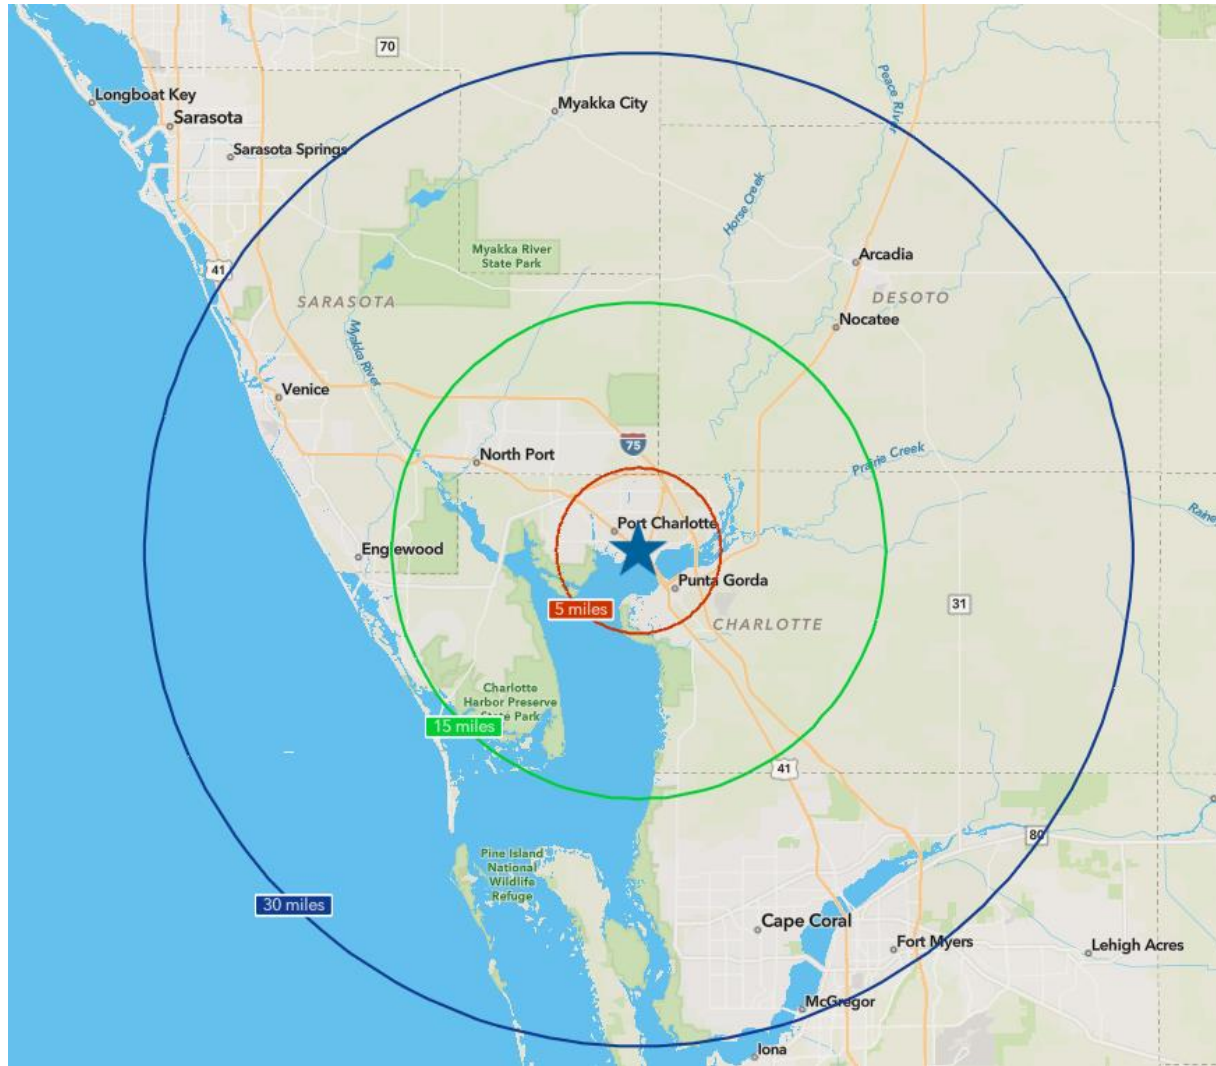 70
Longboat Key
Sarasota
Sarasota Springs
Myakka City
Peace River
Horse Creek
Myakka River
State Park
41
SARASOTA
Arcadia
DESOTO
Nocatee
Myakka River
Venice
75
North Port
Prairie Creek
Port Charlotte
Englewood
Punta Gorda
5 miles
CHARLOTTE
31
Charlotte
Harbor Preserve
State Park
15 miles
41
80
Pine Island
National
Wildlife
Refuge
30 miles
Cape Coral
Fort Myers
Lehigh Acres
McGregor
Iona